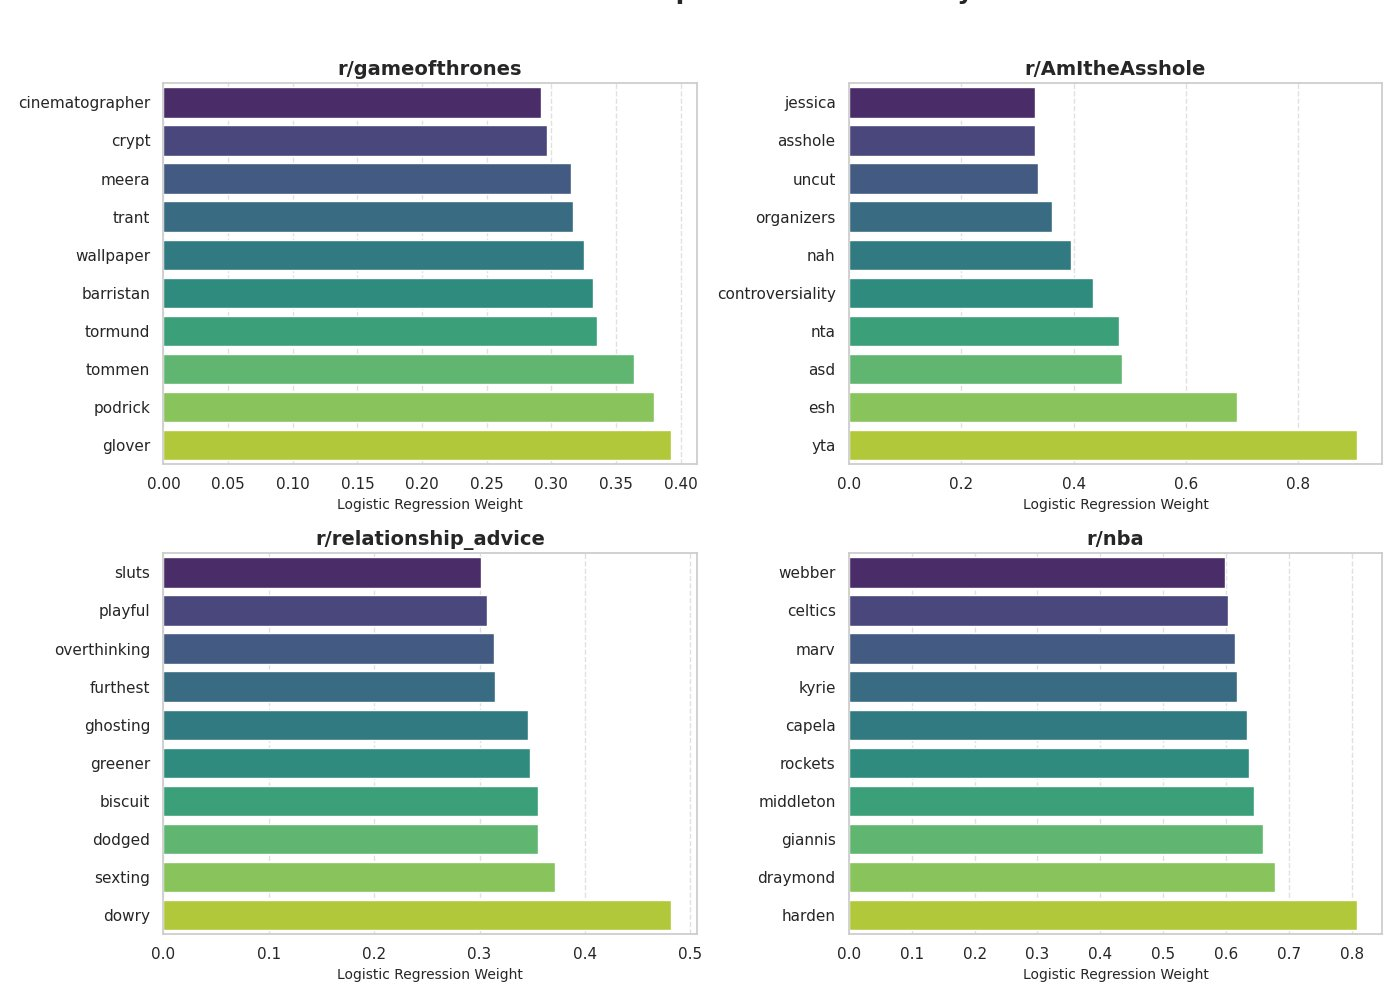 r/gameofthrones
cinematographer
crypt
meera
trant
wallpaper
barristan
tormund
tommen
podrick
glover
0.00 0.05 0.10 0.15 0.20 0.25 0.30 0.35 0.40
Logistic Regression Weight
r/AmItheAsshole
jessica
asshole
uncut
organizers
nah
controversiality
nta
asd
esh
yta
0.0 0.2 0.4 0.6 0.8
Logistic Regression Weight
r/relationship_advice
sluts
playful
overthinking
furthest
ghosting
greener
biscuit
dodged
sexting
dowry
0.0 0.1 0.2 0.3 0.4 0.5
Logistic Regression Weight
r/nba
webber
celtics
marv
kyrie
capela
rockets
middleton
giannis
draymond
harden
0.0 0.1 0.2 0.3 0.4 0.5 0.6 0.7 0.8
Logistic Regression Weight